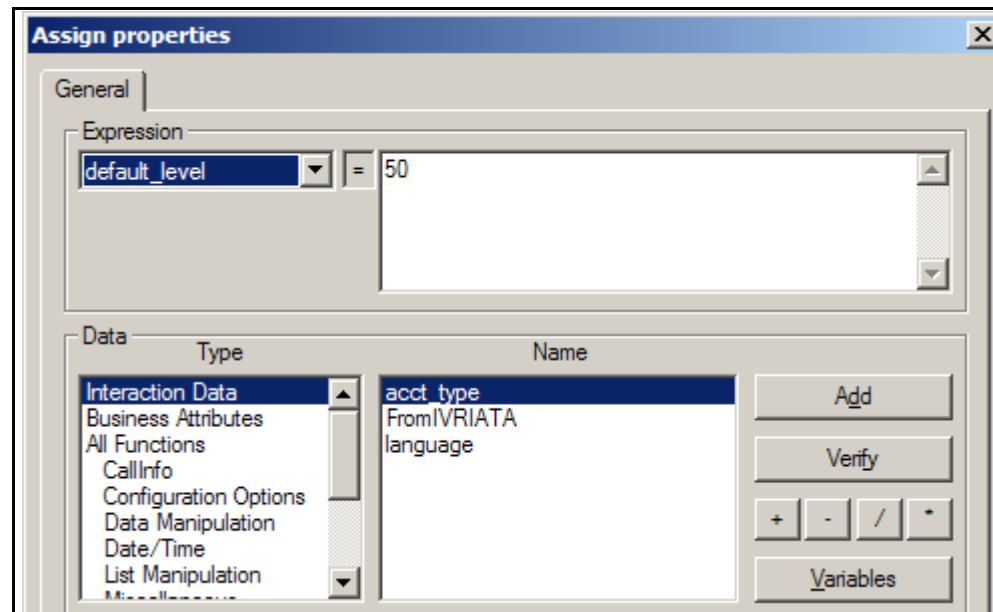 Assign properties
General
Expression
default_level = 50
Data
Type Name
Interaction Data acct_type Add
Business Attributes FromIVRIATA
All Functions language Verify
CallInfo
Configuration Options
Data Manipulation + - / *
Date/Time
List Manipulation Variables
Miscellaneous